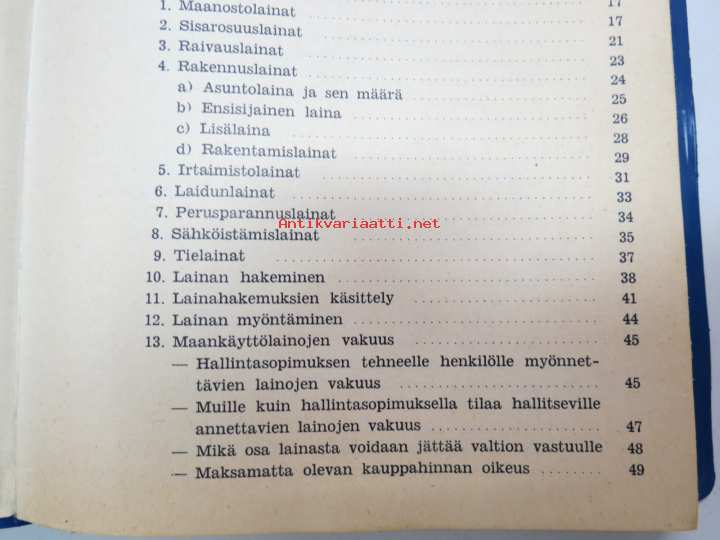 17
1. Maanostolainat 17
2. Sisarosuuslainat 21
3. Raivauslainat 23
4. Rakennuslainat 24
a) Asuntolaina ja sen määrä 25
b) Ensisijainen laina 26
c) Lisälaina 28
d) Rakentamislainat 29
5. Irtaimistolainat 31
6. Laidunlainat 33
7. Perusparannuslainat 34
Antikvariaatti.net
8. Sähköistämislainat 35
9. Tielainat 37
10. Lainan hakeminen 38
11. Lainahakemuksien käsittely 41
12. Lainan myöntäminen 44
13. Maankäyttölainojen vakuus 45
— Hallintasopimuksen tehneelle henkilölle myönnet-
tävien lainojen vakuus 45
— Muille kuin hallintasopimuksella tilaa hallitseville
annettavien lainojen vakuus 47
— Mikä osa lainasta voidaan jättää valtion vastuulle 48
— Maksamatta olevan kauppahinnan oikeus 49